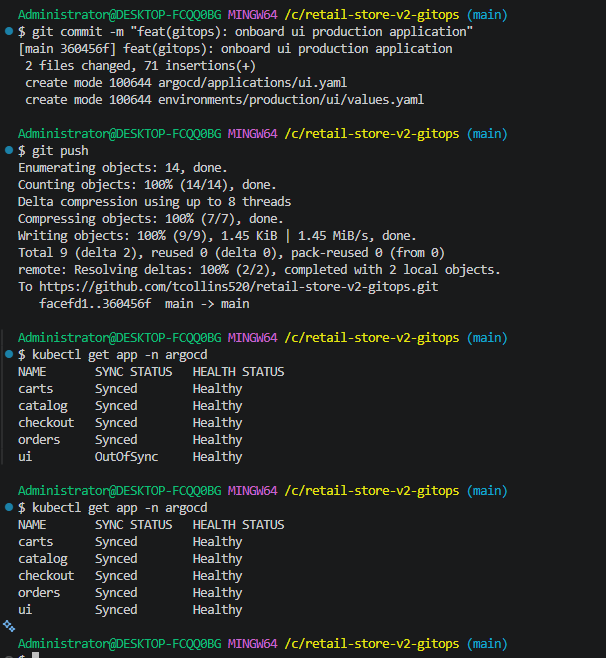 Administrator@DESKTOP-FCQQ0BG MINGW64 /c/retail-store-v2-gitops (main)
$ git commit -m "feat(gitops): onboard ui production application"
[main 360456f] feat(gitops): onboard ui production application
 2 files changed, 71 insertions(+)
 create mode 100644 argocd/applications/ui.yaml
 create mode 100644 environments/production/ui/values.yaml

Administrator@DESKTOP-FCQQ0BG MINGW64 /c/retail-store-v2-gitops (main)
$ git push
Enumerating objects: 14, done.
Counting objects: 100% (14/14), done.
Delta compression using up to 8 threads
Compressing objects: 100% (7/7), done.
Writing objects: 100% (9/9), 1.45 KiB | 1.45 MiB/s, done.
Total 9 (delta 2), reused 0 (delta 0), pack-reused 0 (from 0)
remote: Resolving deltas: 100% (2/2), completed with 2 local objects.
To https://github.com/tcollins520/retail-store-v2-gitops.git
   facefd1..360456f  main -> main

Administrator@DESKTOP-FCQQ0BG MINGW64 /c/retail-store-v2-gitops (main)
$ kubectl get app -n argocd
NAME       SYNC STATUS   HEALTH STATUS
carts      Synced        Healthy
catalog    Synced        Healthy
checkout   Synced        Healthy
orders     Synced        Healthy
ui         OutOfSync     Healthy

Administrator@DESKTOP-FCQQ0BG MINGW64 /c/retail-store-v2-gitops (main)
$ kubectl get app -n argocd
NAME       SYNC STATUS   HEALTH STATUS
carts      Synced        Healthy
catalog    Synced        Healthy
checkout   Synced        Healthy
orders     Synced        Healthy
ui         Synced        Healthy

Administrator@DESKTOP-FCQQ0BG MINGW64 /c/retail-store-v2-gitops (main)
$